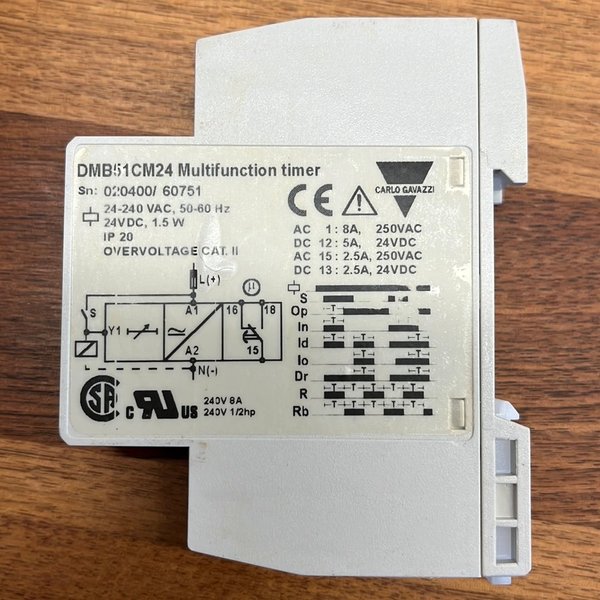 DMB51CM24 Multifunction timer
Sn: 020400/ 60751
24-240 VAC, 50-60 Hz
24VDC, 1.5 W
IP 20
OVERVOLTAGE CAT. II
CE
CARLO GAVAZZI
AC 1 : 8A, 250VAC
DC 12 : 5A, 24VDC
AC 15 : 2.5A, 250VAC
DC 13 : 2.5A, 24VDC
L(+)
S
A1
16
18
Y1
A2
15
N(-)
S
Op
In
Id
Io
Dr
R
Rb
T
SA
c RU US
240V 8A
240V 1/2hp